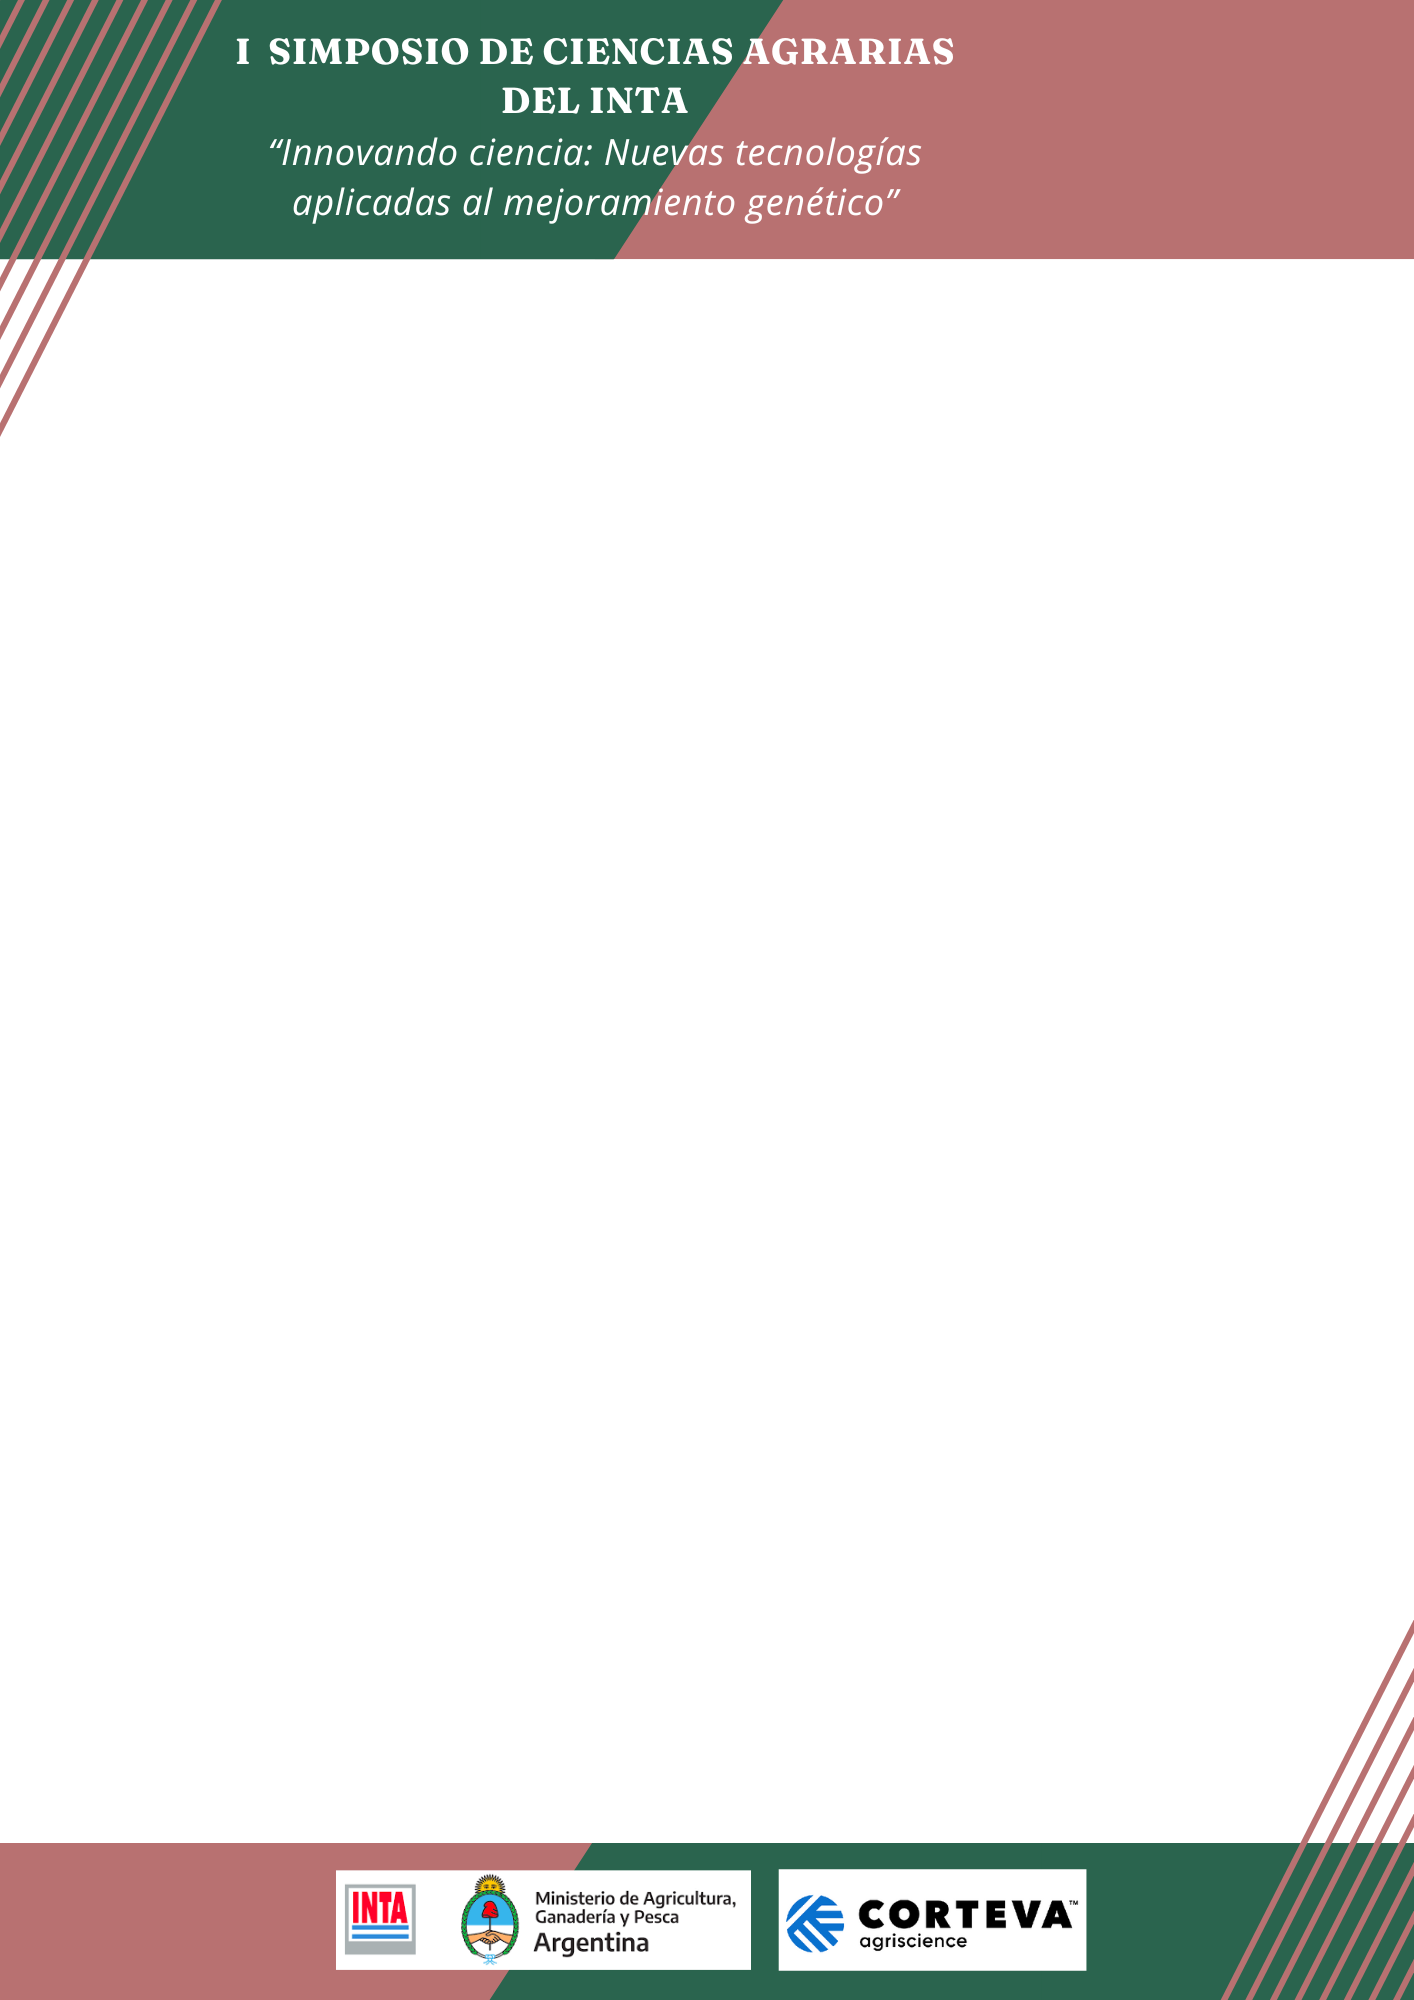 I SIMPOSIO DE CIENCIAS AGRARIAS
DEL INTA
“Innovando ciencia: Nuevas tecnologías
aplicadas al mejoramiento genético”
INTA
Ministerio de Agricultura,
Ganadería y Pesca
Argentina
CORTEVA™
agriscience